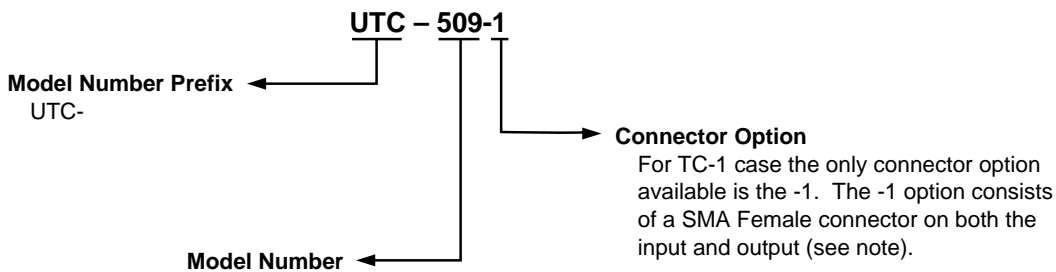 UTC – 509-1
Model Number Prefix
UTC-
Connector Option
For TC-1 case the only connector option
available is the -1.  The -1 option consists
of a SMA Female connector on both the
input and output (see note).
Model Number